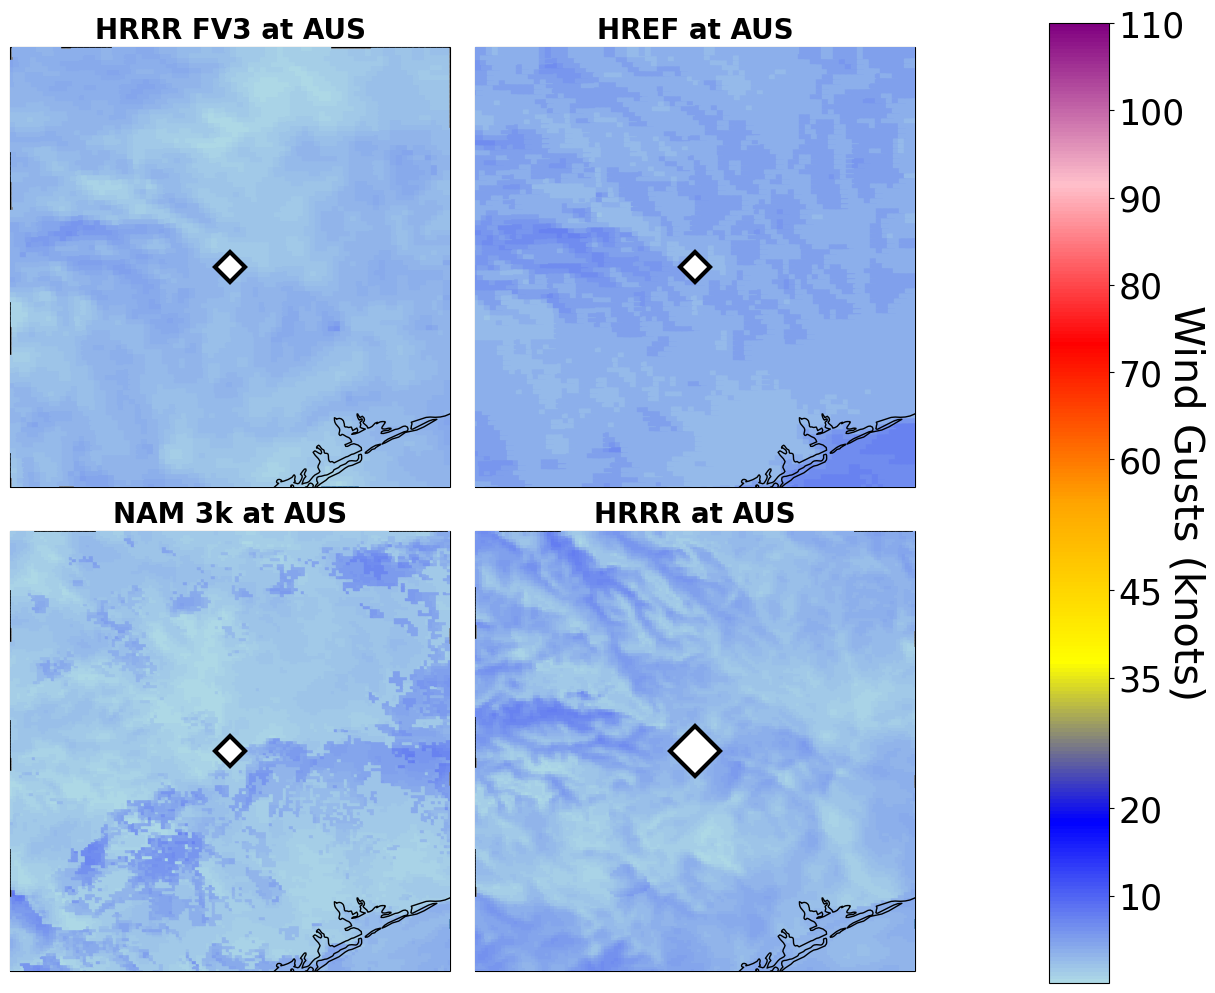 HRRR FV3 at AUS
HREF at AUS
NAM 3k at AUS
HRRR at AUS
110
100
90
80
70
60
45
35
20
10
Wind Gusts (knots)